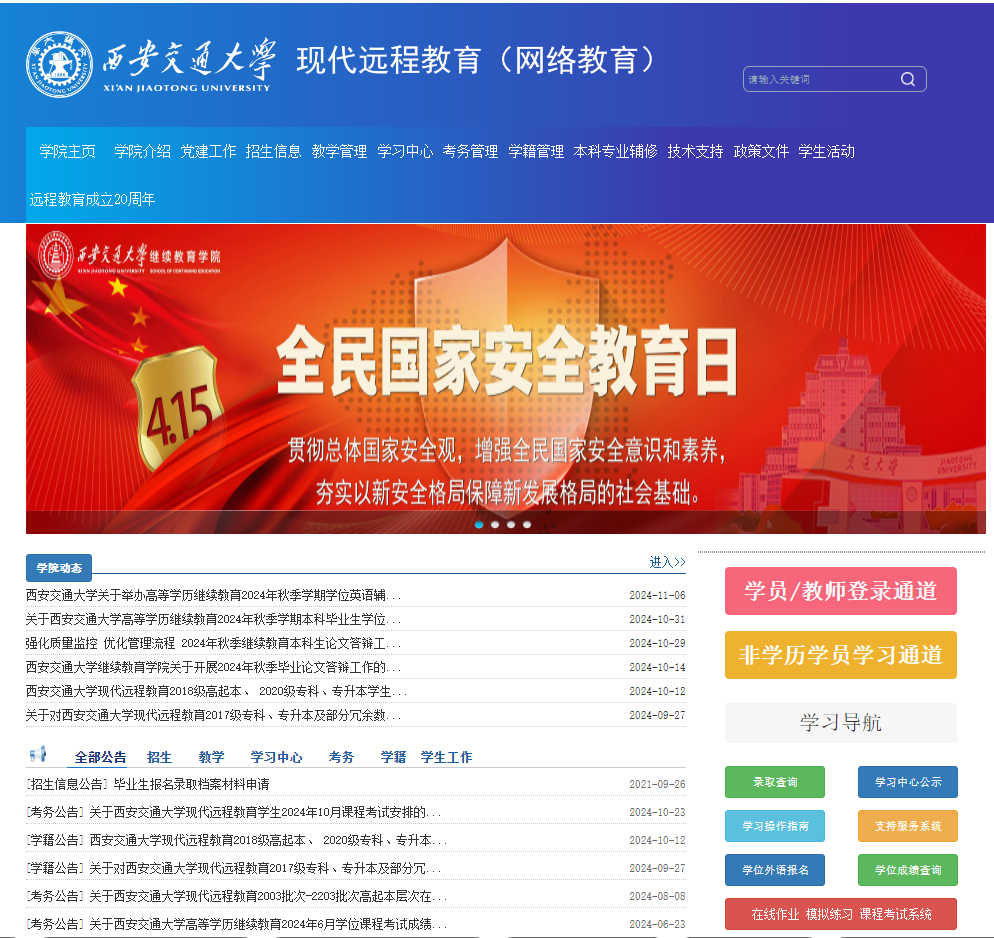 西安交通大学 现代远程教育（网络教育）
XI'AN JIAOTONG UNIVERSITY
请输入关键词
学院主页 学院介绍 党建工作 招生信息 教学管理 学习中心 考务管理 学籍管理 本科专业辅修 技术支持 政策文件 学生活动
远程教育成立20周年
西安交通大学继续教育学院
XI'AN JIAOTONG UNIVERSITY SCHOOL OF CONTINUING EDUCATION
全民国家安全教育日
4.15
贯彻总体国家安全观，增强全民国家安全意识和素养，
夯实以新安全格局保障新发展格局的社会基础。
交通大学
JIAOTONG UNIVERSITY
学院动态 进入>>
西安交通大学关于举办高等学历继续教育2024年秋季学期学位英语辅... 2024-11-06
关于西安交通大学高等学历继续教育2024年秋季学期本科毕业生学位... 2024-10-31
强化质量监控 优化管理流程 2024年秋季继续教育本科生论文答辩工... 2024-10-29
西安交通大学继续教育学院关于开展2024年秋季毕业论文答辩工作的... 2024-10-14
西安交通大学现代远程教育2018级高起本、 2020级专科、专升本学生... 2024-10-12
关于对西安交通大学现代远程教育2017级专科、专升本及部分冗余数... 2024-09-27
全部公告 招生 教学 学习中心 考务 学籍 学生工作
[招生信息公告] 毕业生报名录取档案材料申请 2021-09-26
[考务公告] 关于西安交通大学现代远程教育学生2024年10月课程考试安排的... 2024-10-23
[学籍公告] 西安交通大学现代远程教育2018级高起本、 2020级专科、专升本... 2024-10-12
[学籍公告] 关于对西安交通大学现代远程教育2017级专科、专升本及部分冗... 2024-09-27
[考务公告] 关于西安交通大学现代远程教育2003批次-2203批次高起本层次在... 2024-08-08
[考务公告] 关于西安交通大学高等学历继续教育2024年6月学位课程考试成绩... 2024-06-23
学员/教师登录通道
非学历学员学习通道
学习导航
录取查询 学习中心公示
学习操作指南 支持服务系统
学位外语报名 学位成绩查询
在线作业 模拟练习 课程考试系统